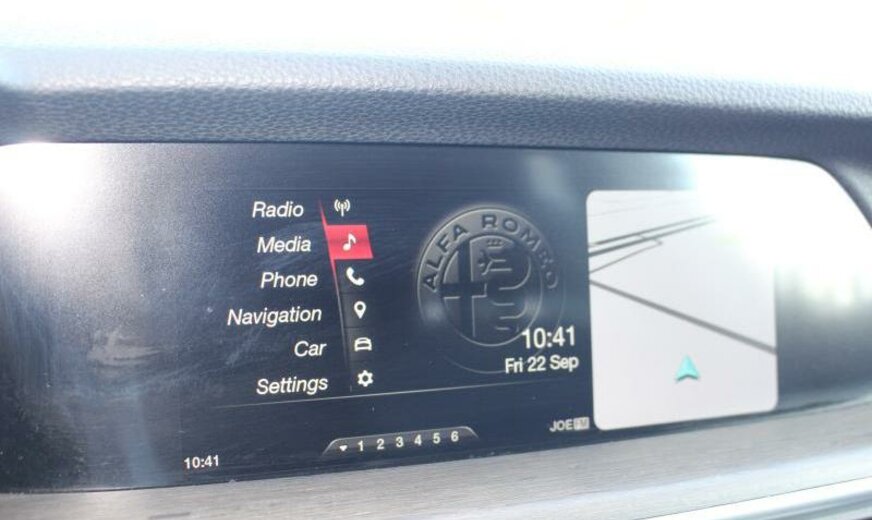 Radio
Media
Phone
Navigation
Car
Settings
ALFA ROMEO
10:41
Fri 22 Sep
JOE FM
1 2 3 4 5 6
10:41